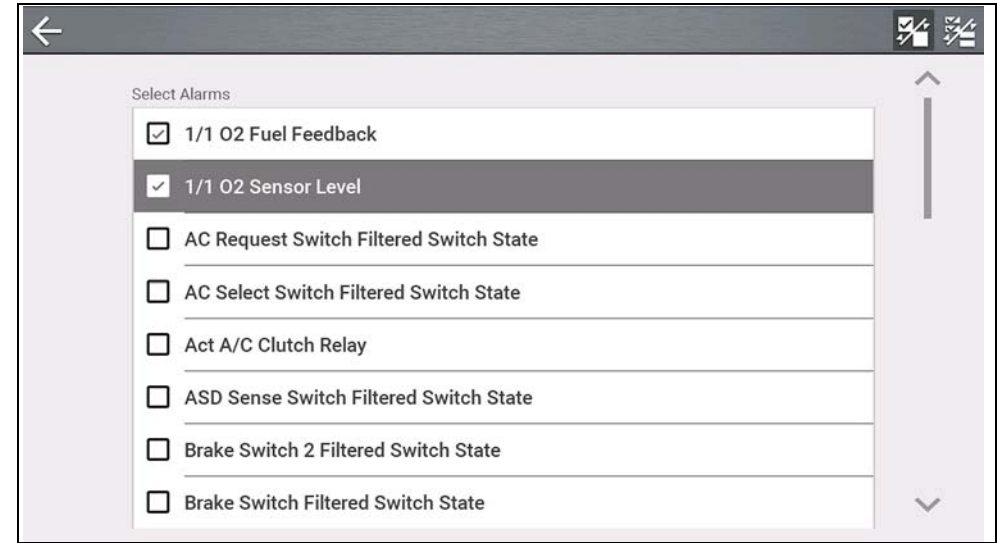 Select Alarms
1/1 O2 Fuel Feedback
1/1 O2 Sensor Level
AC Request Switch Filtered Switch State
AC Select Switch Filtered Switch State
Act A/C Clutch Relay
ASD Sense Switch Filtered Switch State
Brake Switch 2 Filtered Switch State
Brake Switch Filtered Switch State